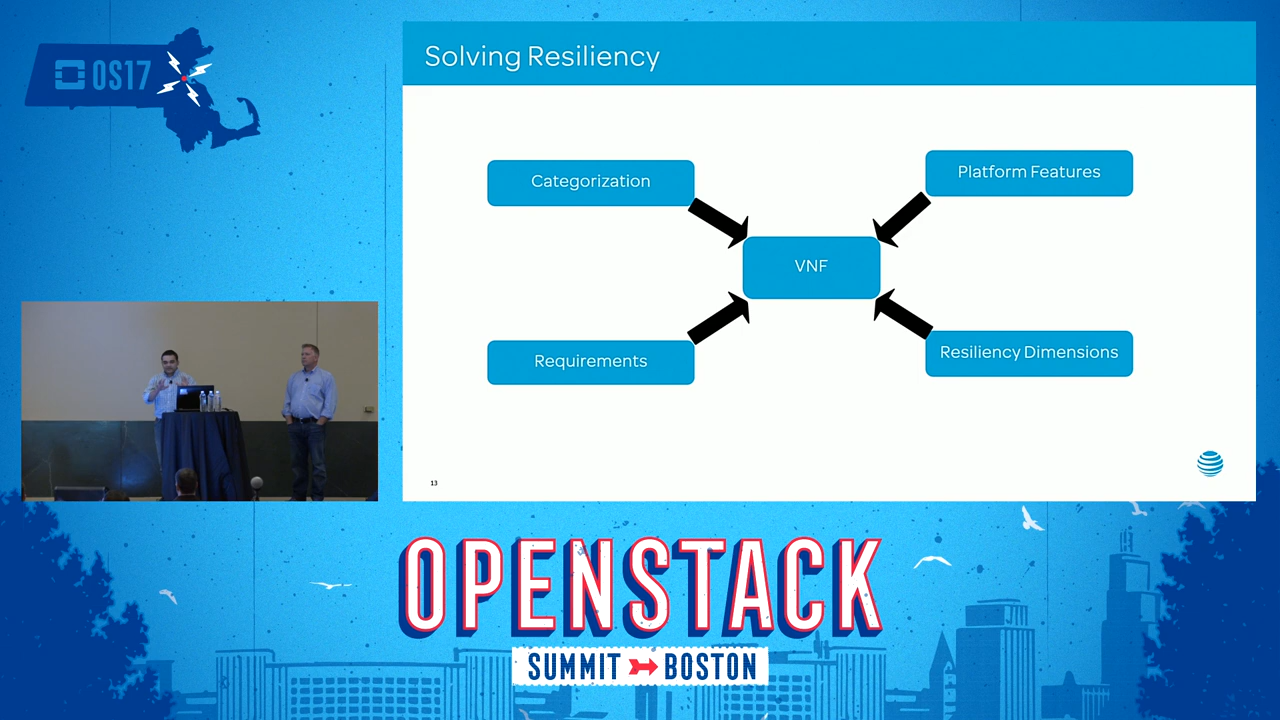 OS17
Solving Resiliency
Categorization
Platform Features
VNF
Requirements
Resiliency Dimensions
13
OPENSTACK
SUMMIT BOSTON